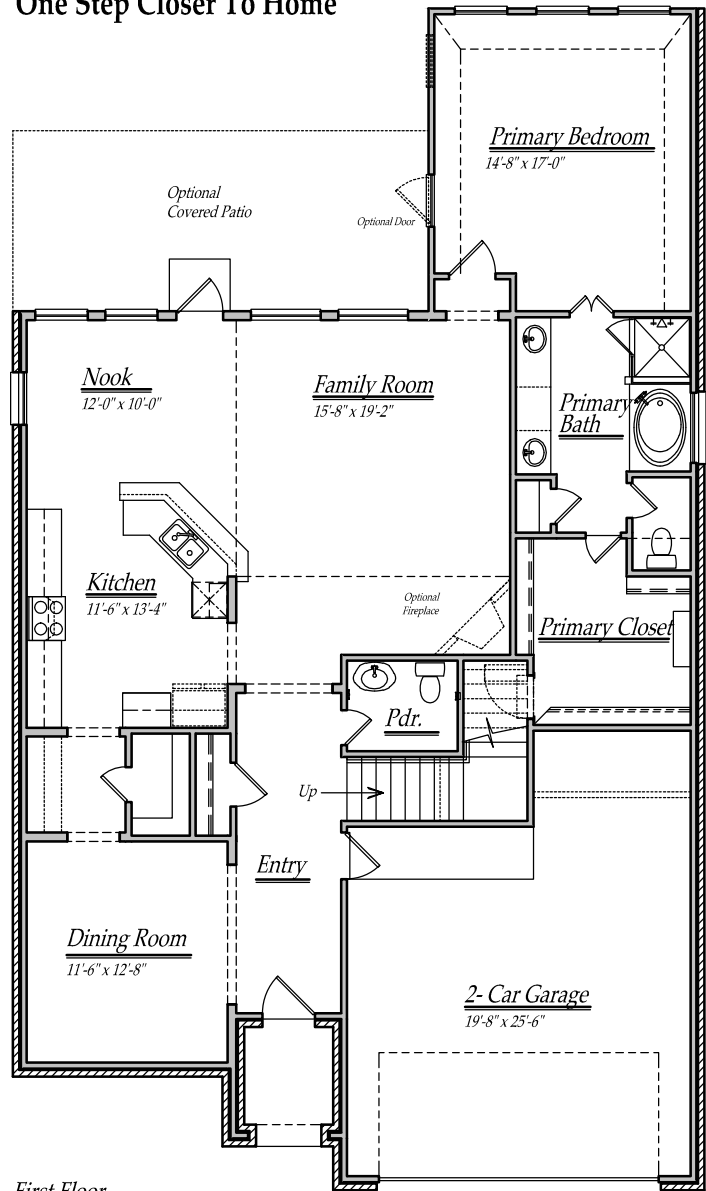 One Step Closer To Home
Primary Bedroom
14'-8" x 17'-0"
Optional
Covered Patio
Optional Door
Nook
12'-0" x 10'-0"
Family Room
15'-8" x 19'-2"
Primary
Bath
Kitchen
11'-6" x 13'-4"
Optional
Fireplace
Primary Closet
Pdr.
Up
Entry
Dining Room
11'-6" x 12'-8"
2- Car Garage
19'-8" x 25'-6"
First Floor